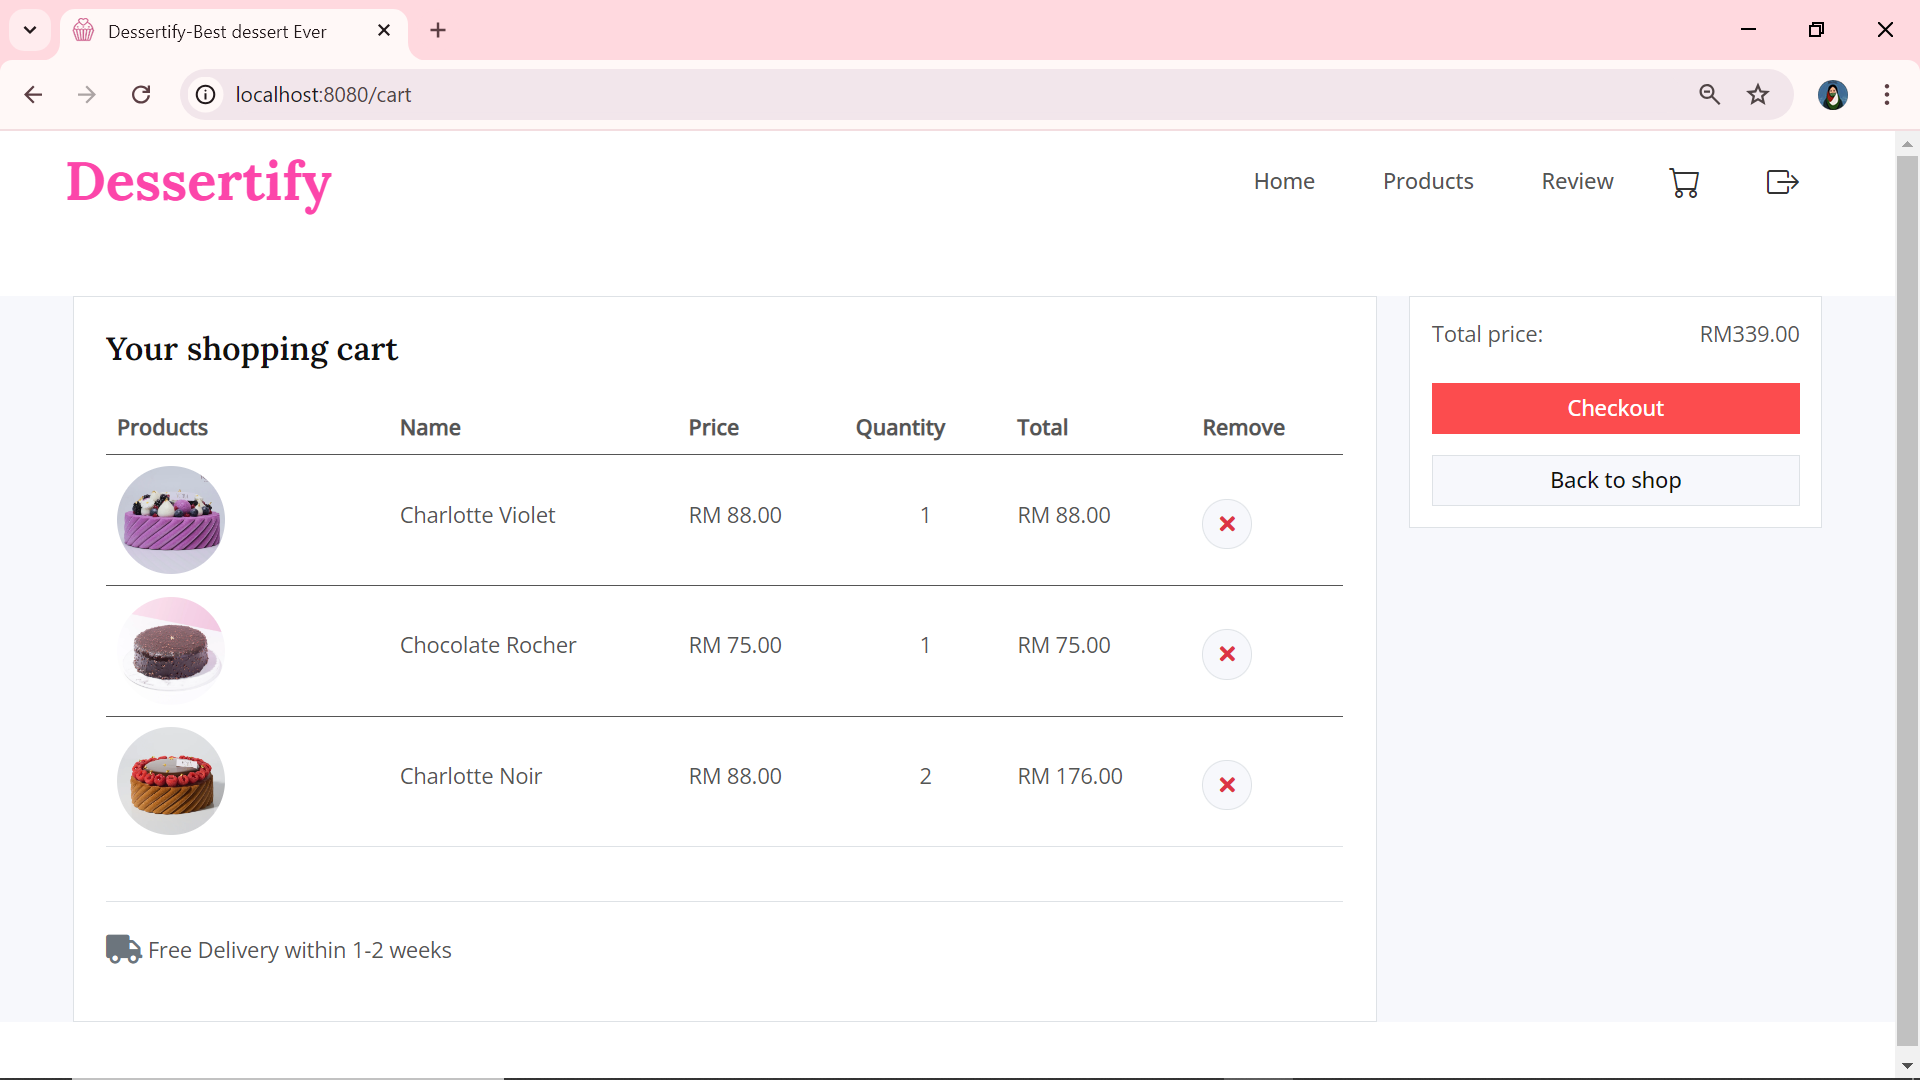 Dessertify-Best dessert Ever
localhost:8080/cart
Dessertify
Home Products Review
Your shopping cart
Products Name Price Quantity Total Remove
Charlotte Violet RM 88.00 1 RM 88.00
Chocolate Rocher RM 75.00 1 RM 75.00
Charlotte Noir RM 88.00 2 RM 176.00
Free Delivery within 1-2 weeks
Total price: RM339.00
Checkout
Back to shop